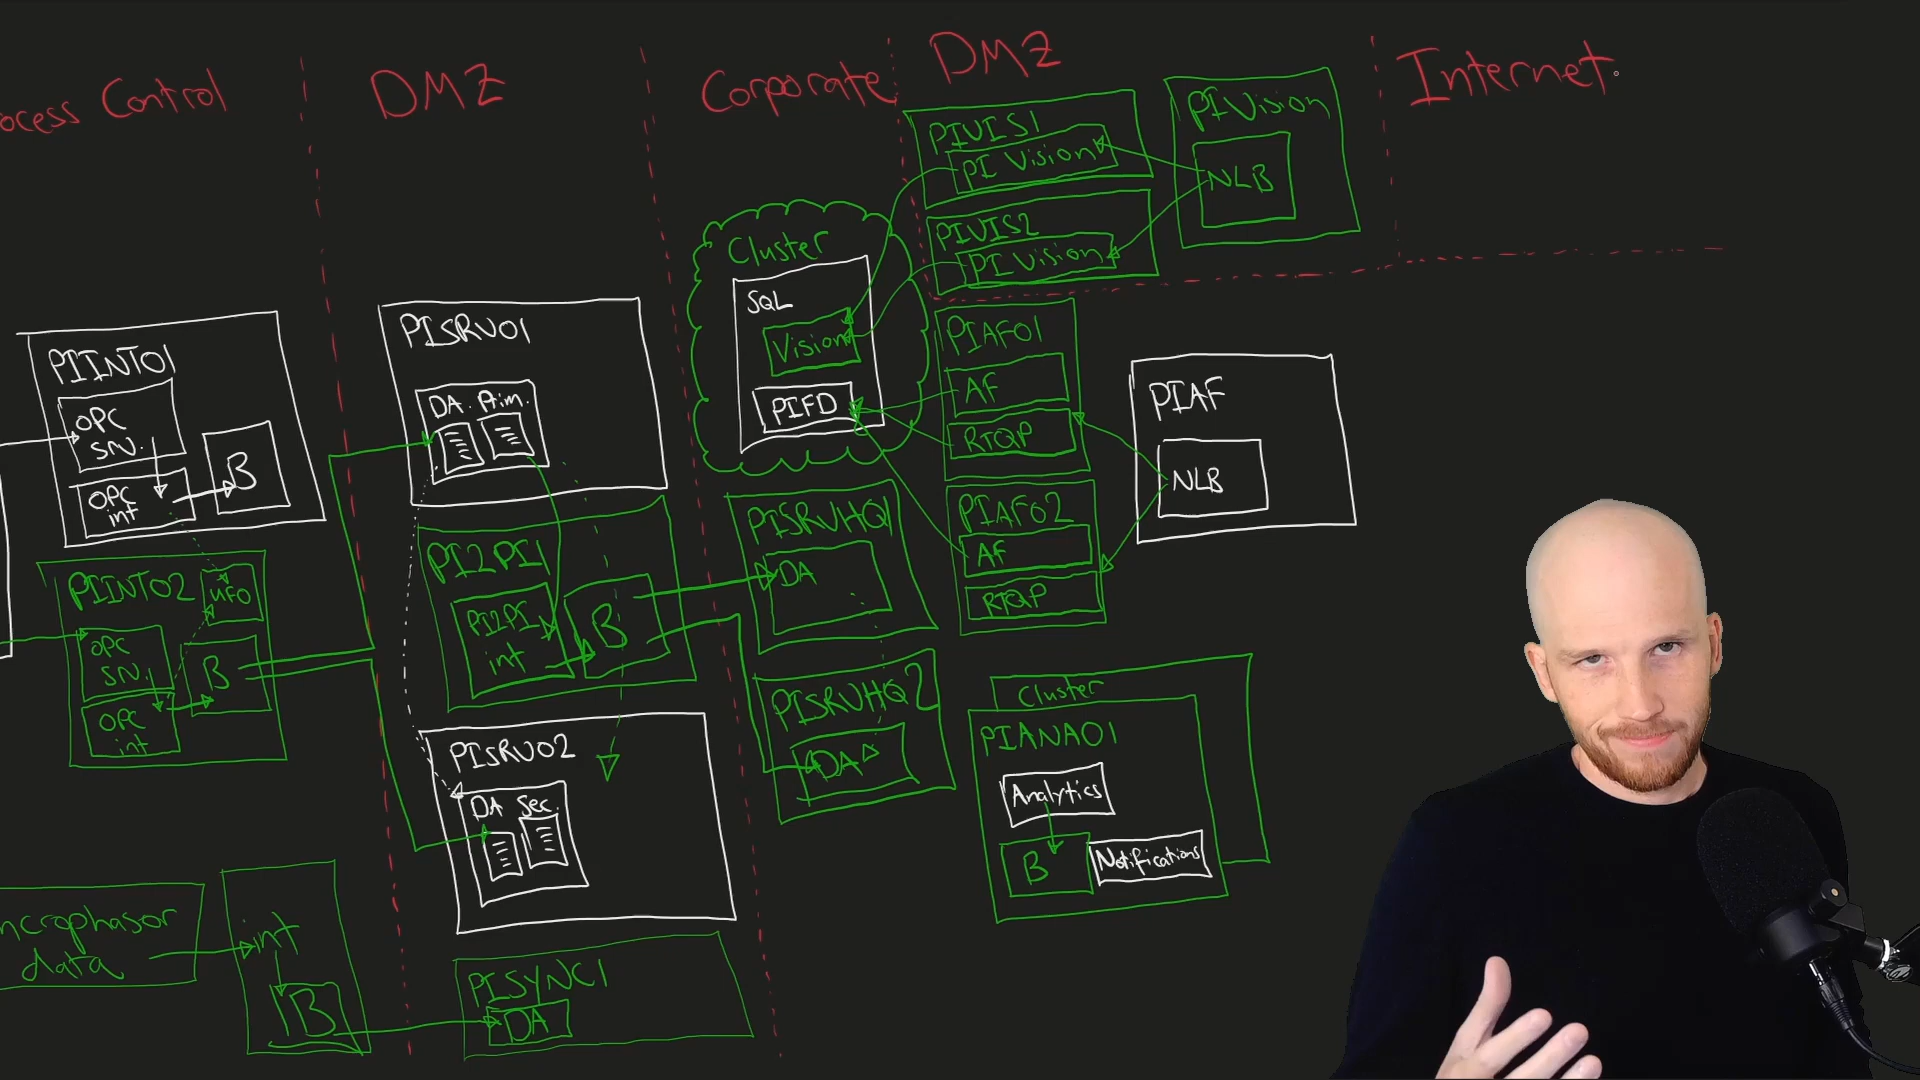 ocess Control
DMZ
Corporate
DMZ
Internet
PIINT01
OPC
SRV.
OPC
int
B
PIINT02
UFO
OPC
SRV.
B
OPC
int
ncrophasor
data
int
B
PISRV01
DA Prim.
PI2PI1
PI2PI
int
B
PISRV02
DA Sec.
PISYNC1
DA
Cluster
SQL
Vision
PIFD
PISRVHQ1
DA
PISRVHQ2
DA
PIVIS1
PI Vision
PIVIS2
PI Vision
PIVision
NLB
PIAF01
AF
RTQP
PIAF02
AF
RTQP
PIAF
NLB
Cluster
PIANA01
Analytics
B
Notifications